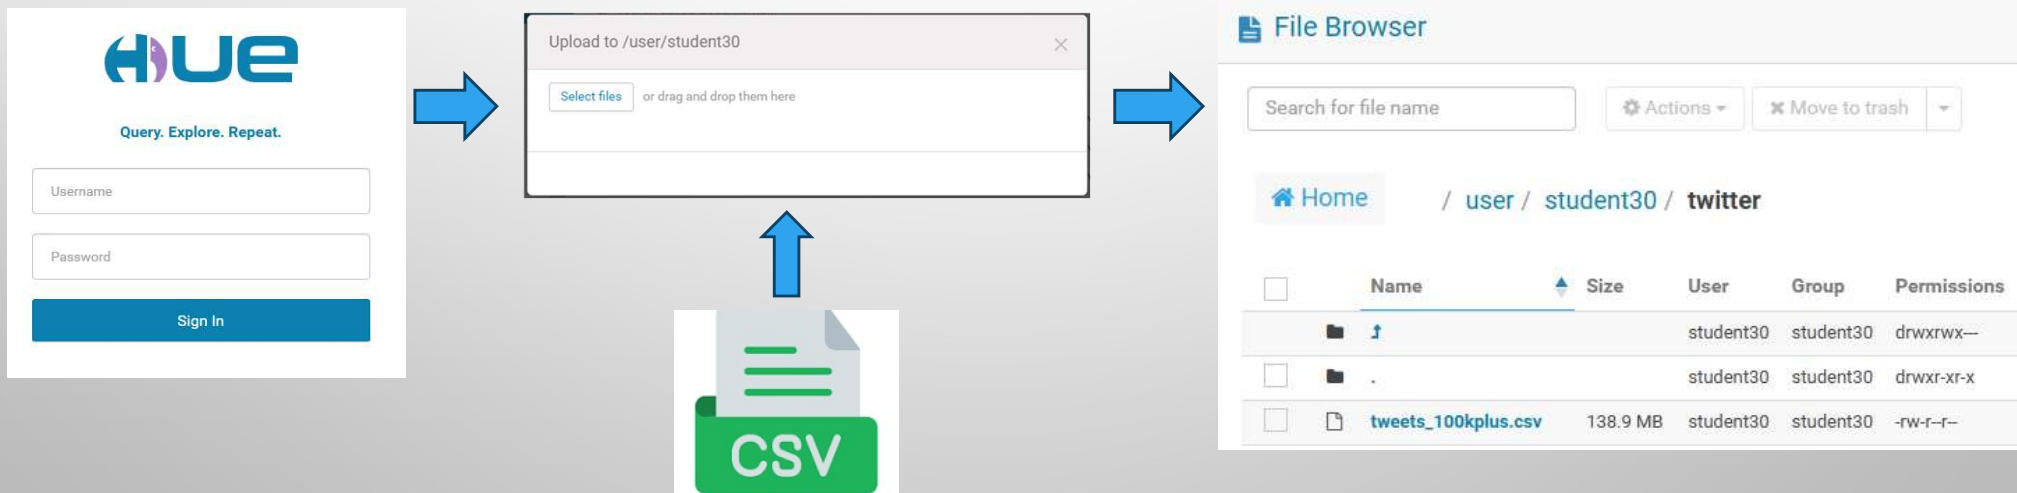 HUE
Query. Explore. Repeat.
Username
Password
Sign In
Upload to /user/student30
Select files or drag and drop them here
CSV
File Browser
Search for file name Actions Move to trash
Home / user / student30 / twitter
Name Size User Group Permissions
student30 student30 drwxrwx---
. student30 student30 drwxr-xr-x
tweets_100kplus.csv 138.9 MB student30 student30 -rw-r--r--